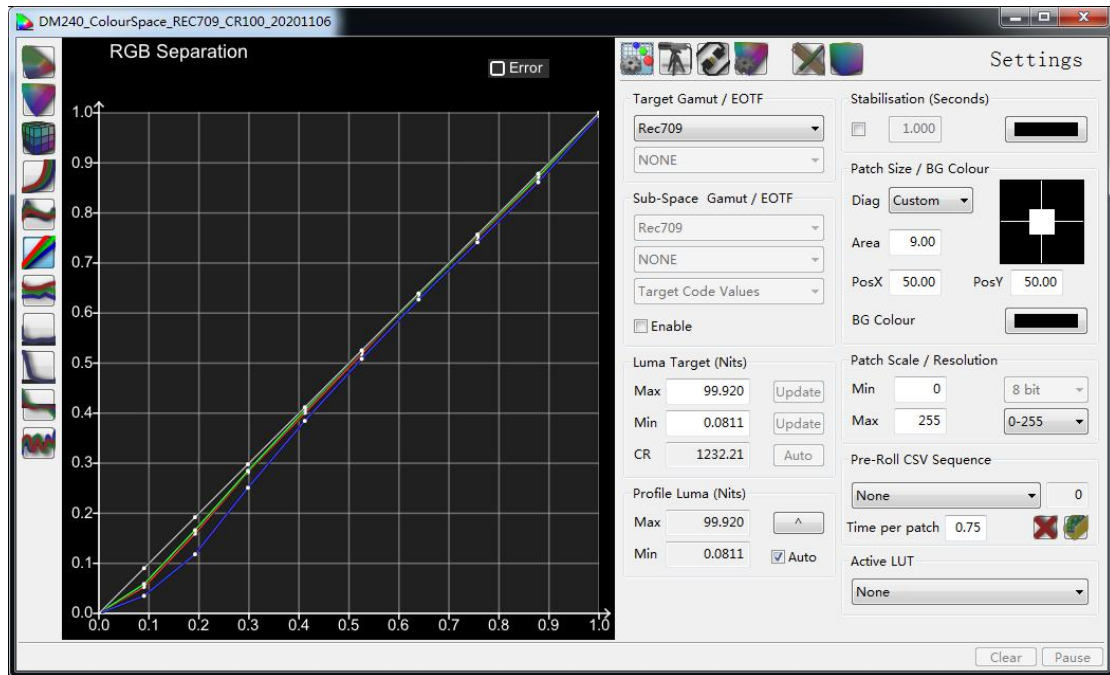 DM240_ColourSpace_REC709_CR100_20201106
RGB Separation
Error
1.0
0.9
0.8
0.7
0.6
0.5
0.4
0.3
0.2
0.1
0.0
0.0 0.1 0.2 0.3 0.4 0.5 0.6 0.7 0.8 0.9 1.0
Settings
Target Gamut / EOTF
Rec709
NONE
Sub-Space Gamut / EOTF
Rec709
NONE
Target Code Values
Enable
Luma Target (Nits)
Max 99.920 Update
Min 0.0811 Update
CR 1232.21 Auto
Profile Luma (Nits)
Max 99.920 ^
Min 0.0811 Auto
Stabilisation (Seconds)
1.000
Patch Size / BG Colour
Diag Custom
Area 9.00
PosX 50.00 PosY 50.00
BG Colour
Patch Scale / Resolution
Min 0 8 bit
Max 255 0-255
Pre-Roll CSV Sequence
None 0
Time per patch 0.75
Active LUT
None
Clear Pause